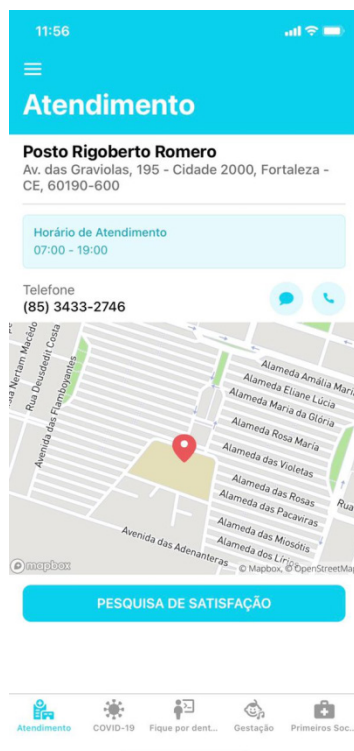 11:56
Atendimento
Posto Rigoberto Romero
Av. das Graviolas, 195 - Cidade 2000, Fortaleza -
CE, 60190-600
Horário de Atendimento
07:00 - 19:00
Telefone
(85) 3433-2746
Nertam Macêdo
Rua Deusdedit Costa
Avenida das Flamboyantes
Alameda Amália Mari
Alameda Eliane Lúcia
Alameda Maria da Glória
Alameda Rosa Maria
Alameda das Violetas
Alameda das Rosas
Rua
Alameda das Pacaviras
Alameda das Miosótis
Alameda dos Lírios
Avenida das Adenanteras
mapbox
© Mapbox, © OpenStreetMap
PESQUISA DE SATISFAÇÃO
Atendimento
COVID-19
Fique por dent...
Gestação
Primeiros Soc...